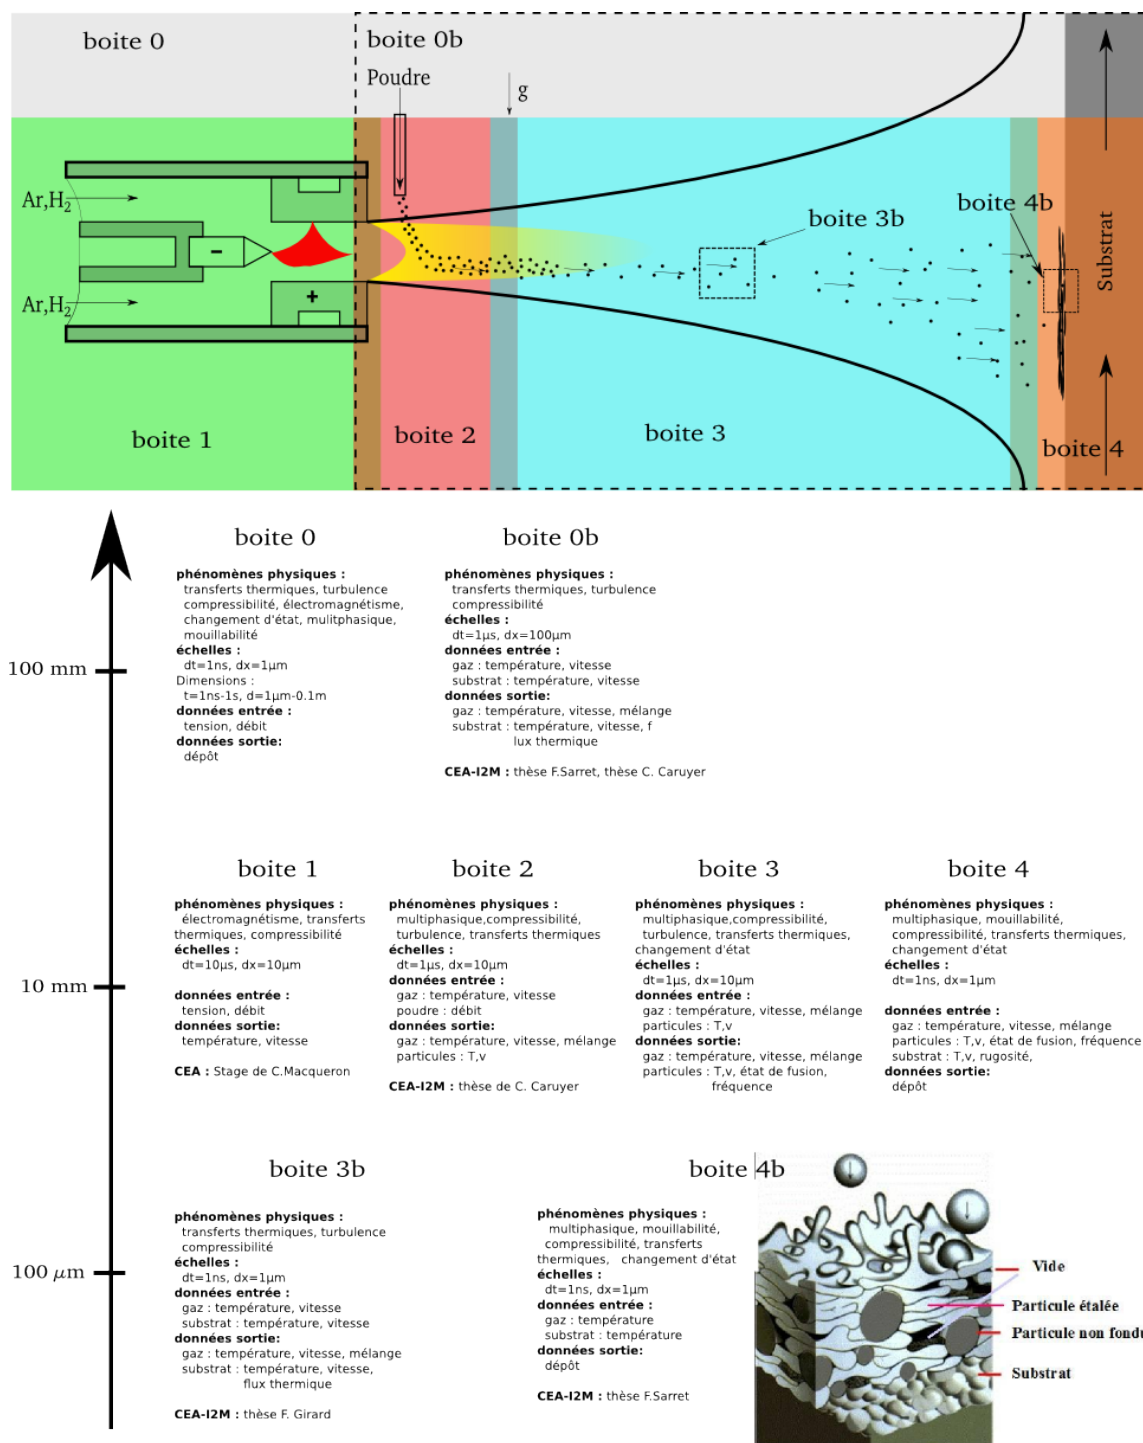 boite 0
boite 0b
Poudre
g
Ar,H2
-
boite 3b
boite 4b
Substrat
Ar,H2
+
boite 1
boite 2
boite 3
boite 4
boite 0
phénomènes physiques :
transferts thermiques, turbulence
compressibilité, électromagnétisme,
changement d'état, mulitphasique,
mouillabilité
échelles :
dt=1ns, dx=1µm
Dimensions :
t=1ns-1s, d=1µm-0.1m
données entrée :
tension, débit
données sortie:
dépôt
boite 0b
phénomènes physiques :
transferts thermiques, turbulence
compressibilité
échelles :
dt=1µs, dx=100µm
données entrée :
gaz : température, vitesse
substrat : température, vitesse
données sortie:
gaz : température, vitesse, mélange
substrat : température, vitesse, f
lux thermique
CEA-I2M : thèse F.Sarret, thèse C. Caruyer
100 mm
boite 1
phénomènes physiques :
électromagnétisme, transferts
thermiques, compressibilité
échelles :
dt=10µs, dx=10µm
données entrée :
tension, débit
données sortie:
température, vitesse
CEA : Stage de C.Macqueron
boite 2
phénomènes physiques :
multiphasique,compressibilité,
turbulence, transferts thermiques
échelles :
dt=1µs, dx=10µm
données entrée :
gaz : température, vitesse
poudre : débit
données sortie:
gaz : température, vitesse, mélange
particules : T,v
CEA-I2M : thèse de C. Caruyer
boite 3
phénomènes physiques :
multiphasique,compressibilité,
turbulence, transferts thermiques,
changement d'état
échelles :
dt=1µs, dx=10µm
données entrée :
gaz : température, vitesse, mélange
particules : T,v
données sortie:
gaz : température, vitesse, mélange
particules : T,v, état de fusion,
fréquence
boite 4
phénomènes physiques :
multiphasique, mouillabilité,
compressibilité, transferts thermiques,
changement d'état
échelles :
dt=1ns, dx=1µm
données entrée :
gaz : température, vitesse, mélange
particules : T,v, état de fusion, fréquence
substrat : T,v, rugosité,
données sortie:
dépôt
10 mm
boite 3b
phénomènes physiques :
transferts thermiques, turbulence
compressibilité
échelles :
dt=1ns, dx=1µm
données entrée :
gaz : température, vitesse
substrat : température, vitesse
données sortie:
gaz : température, vitesse, mélange
substrat : température, vitesse,
flux thermique
CEA-I2M : thèse F. Girard
boite 4b
phénomènes physiques :
multiphasique, mouillabilité,
compressibilité, transferts
thermiques, changement d'état
échelles :
dt=1ns, dx=1µm
données entrée :
gaz : température
substrat : température
données sortie:
dépôt
CEA-I2M : thèse F.Sarret
100 µm
Vide
Particule étalée
Particule non fondu
Substrat